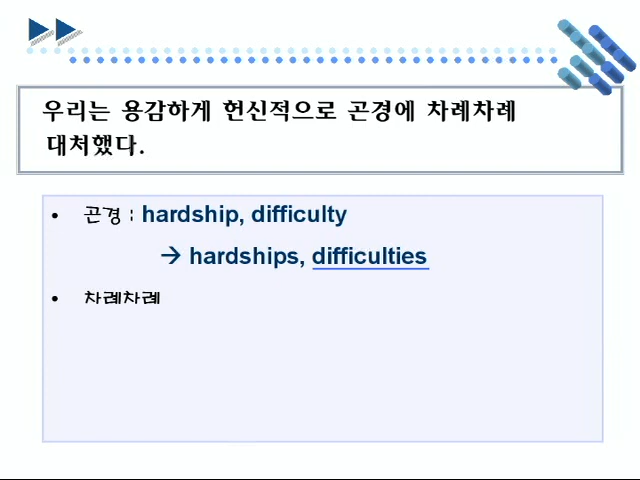 우리는 용감하게 헌신적으로 곤경에 차례차례
대처했다.
• 곤경 : hardship, difficulty
→ hardships, difficulties
• 차례차례